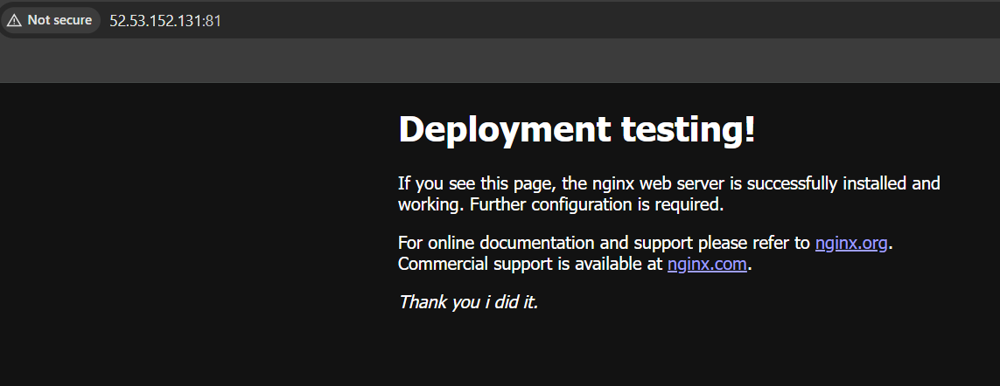 Not secure 52.53.152.131:81
Deployment testing!
If you see this page, the nginx web server is successfully installed and
working. Further configuration is required.
For online documentation and support please refer to nginx.org.
Commercial support is available at nginx.com.
Thank you i did it.